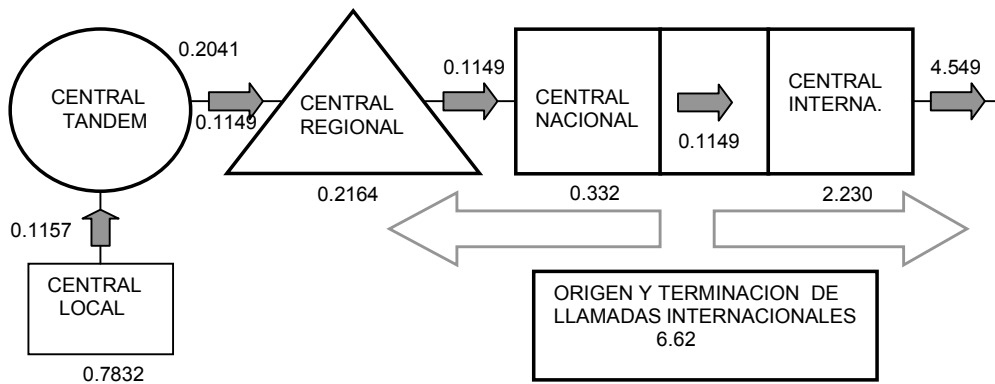 0.2041
CENTRAL
TANDEM
0.1149
CENTRAL
REGIONAL
0.1149
CENTRAL
NACIONAL
0.1149
CENTRAL
INTERNA.
4.549
0.2164
0.332
2.230
0.1157
CENTRAL
LOCAL
0.7832
ORIGEN Y TERMINACION DE
LLAMADAS INTERNACIONALES
6.62